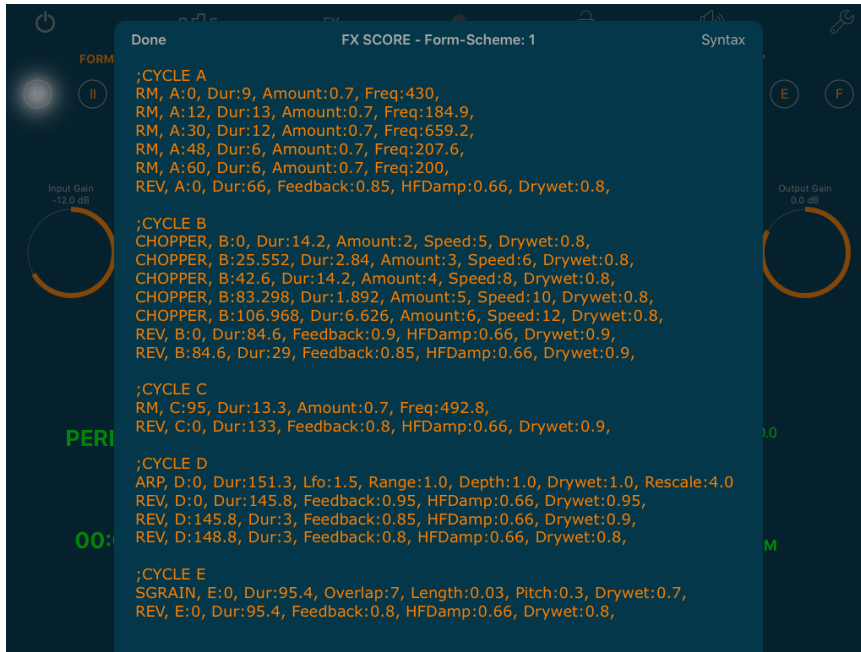 Done FX SCORE - Form-Scheme: 1 Syntax
FORM
II E F
;CYCLE A
RM, A:0, Dur:9, Amount:0.7, Freq:430,
RM, A:12, Dur:13, Amount:0.7, Freq:184.9,
RM, A:30, Dur:12, Amount:0.7, Freq:659.2,
RM, A:48, Dur:6, Amount:0.7, Freq:207.6,
RM, A:60, Dur:6, Amount:0.7, Freq:200,
REV, A:0, Dur:66, Feedback:0.85, HFDamp:0.66, Drywet:0.8,
Input Gain
-12.0 dB
Output Gain
0.0 dB
;CYCLE B
CHOPPER, B:0, Dur:14.2, Amount:2, Speed:5, Drywet:0.8,
CHOPPER, B:25.552, Dur:2.84, Amount:3, Speed:6, Drywet:0.8,
CHOPPER, B:42.6, Dur:14.2, Amount:4, Speed:8, Drywet:0.8,
CHOPPER, B:83.298, Dur:1.892, Amount:5, Speed:10, Drywet:0.8,
CHOPPER, B:106.968, Dur:6.626, Amount:6, Speed:12, Drywet:0.8,
REV, B:0, Dur:84.6, Feedback:0.9, HFDamp:0.66, Drywet:0.9,
REV, B:84.6, Dur:29, Feedback:0.85, HFDamp:0.66, Drywet:0.9,
;CYCLE C
RM, C:95, Dur:13.3, Amount:0.7, Freq:492.8,
REV, C:0, Dur:133, Feedback:0.8, HFDamp:0.66, Drywet:0.9,
PERI
;CYCLE D
ARP, D:0, Dur:151.3, Lfo:1.5, Range:1.0, Depth:1.0, Drywet:1.0, Rescale:4.0
REV, D:0, Dur:145.8, Feedback:0.95, HFDamp:0.66, Drywet:0.95,
REV, D:145.8, Dur:3, Feedback:0.85, HFDamp:0.66, Drywet:0.9,
REV, D:148.8, Dur:3, Feedback:0.8, HFDamp:0.66, Drywet:0.8,
00:
M
;CYCLE E
SGRAIN, E:0, Dur:95.4, Overlap:7, Length:0.03, Pitch:0.3, Drywet:0.7,
REV, E:0, Dur:95.4, Feedback:0.8, HFDamp:0.66, Drywet:0.8,